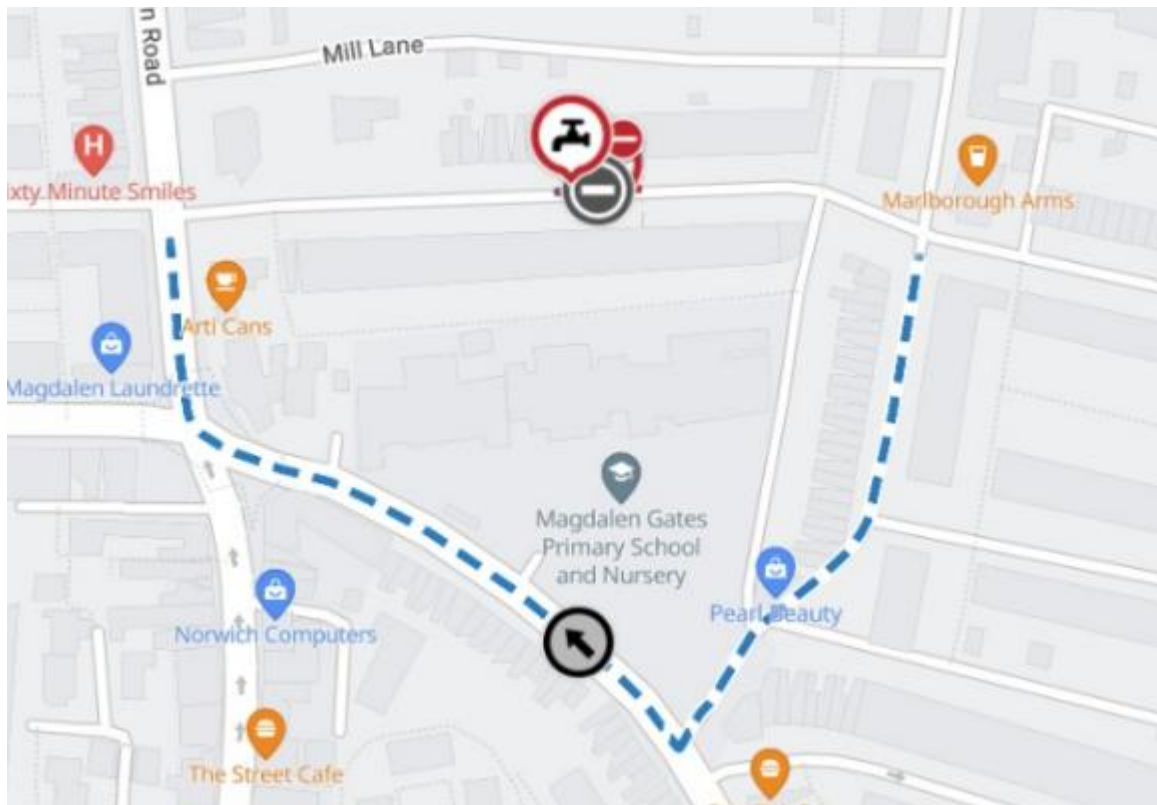 n Road
Mill Lane
H
ixty Minute Smiles
Marlborough Arms
Arti Cans
Magdalen Laundrette
Magdalen Gates
Primary School
and Nursery
Pearl Beauty
Norwich Computers
The Street Cafe